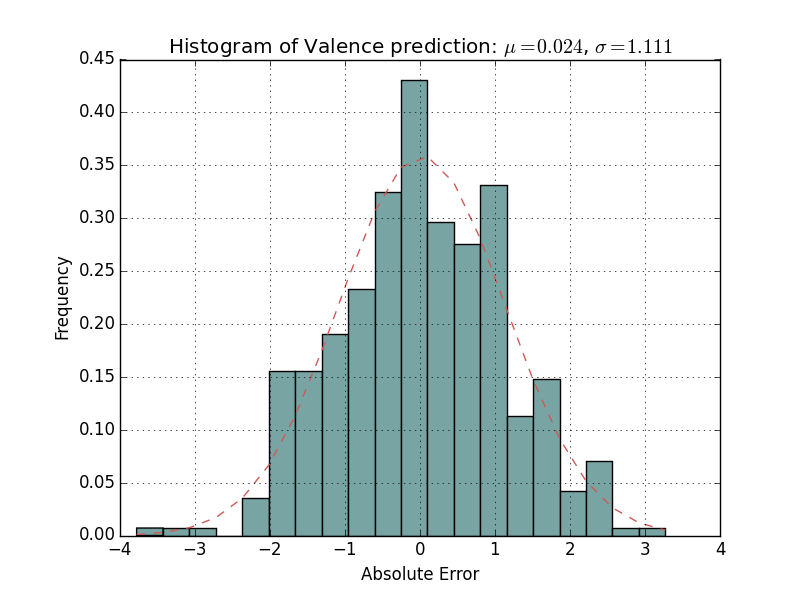 Histogram of Valence prediction: μ=0.024, σ=1.111
0.45
0.40
0.35
0.30
0.25
0.20
0.15
0.10
0.05
0.00
Frequency
−4 −3 −2 −1 0 1 2 3 4
Absolute Error